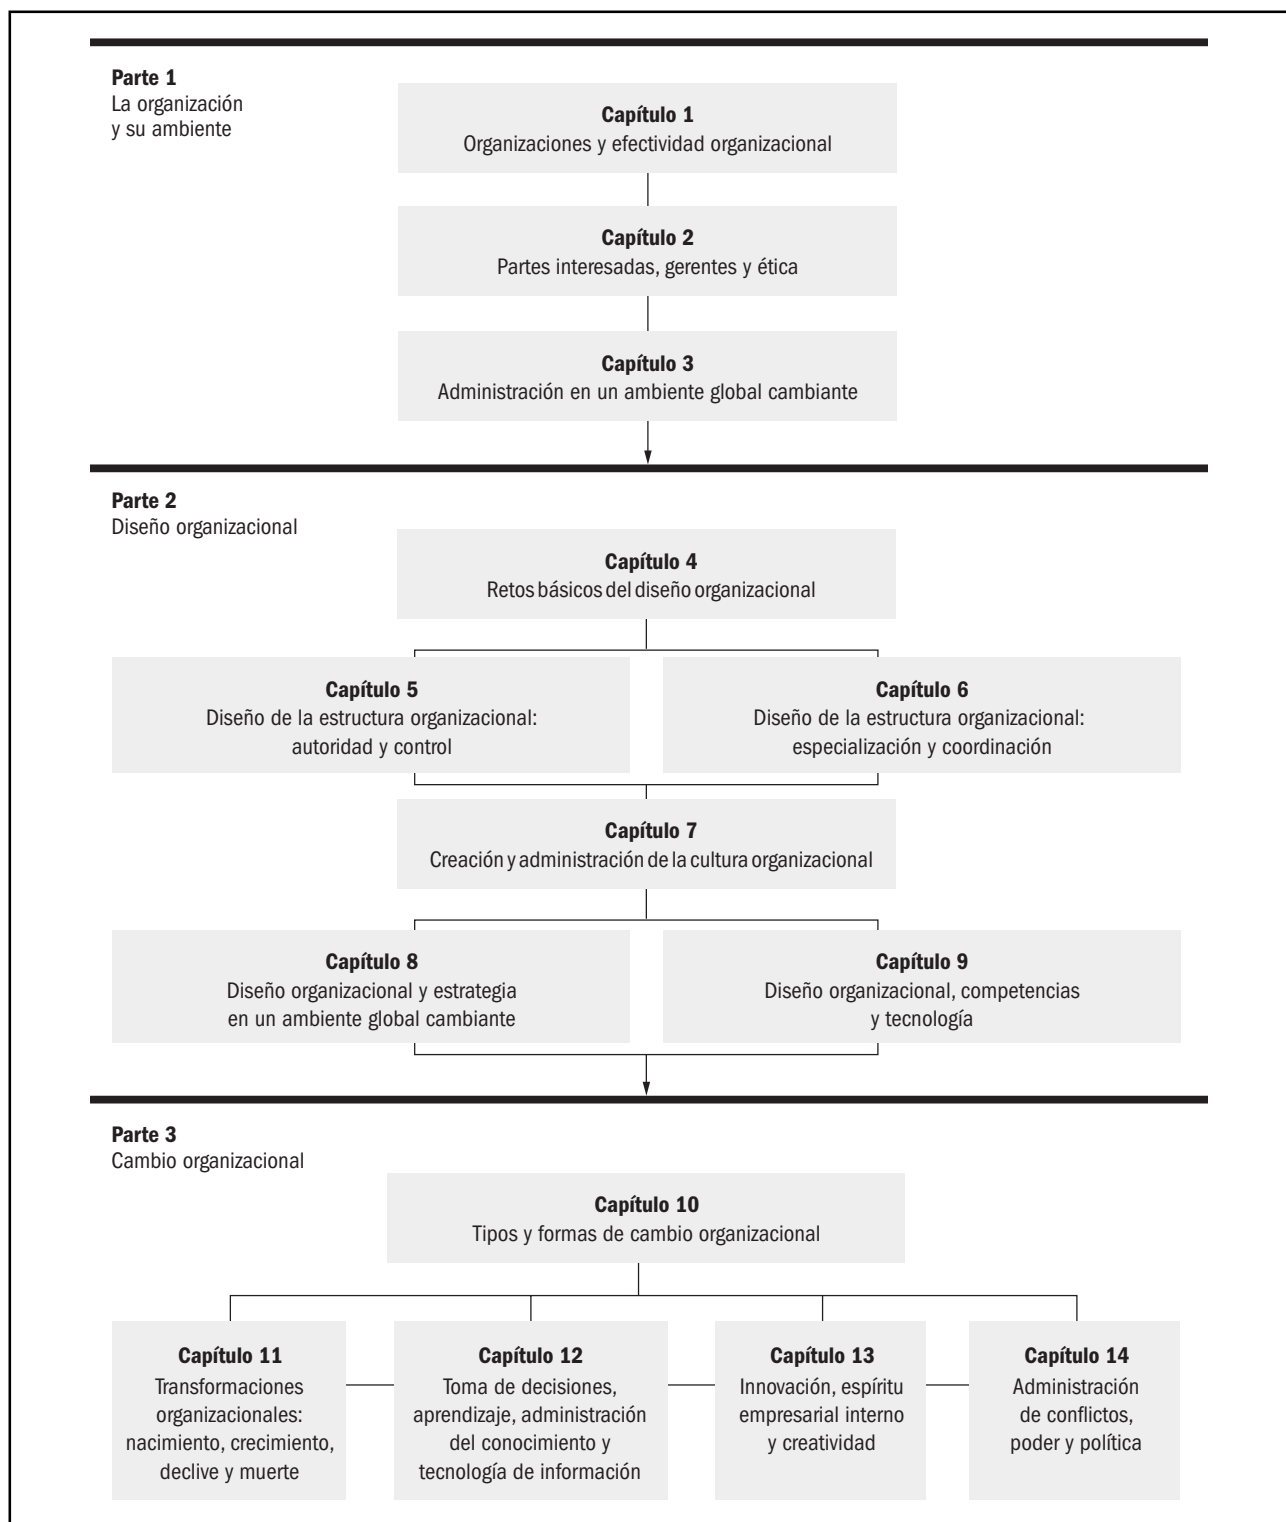 Parte 1
La organización
y su ambiente
Capítulo 1
Organizaciones y efectividad organizacional
Capítulo 2
Partes interesadas, gerentes y ética
Capítulo 3
Administración en un ambiente global cambiante
Parte 2
Diseño organizacional
Capítulo 4
Retos básicos del diseño organizacional
Capítulo 5
Diseño de la estructura organizacional:
autoridad y control
Capítulo 6
Diseño de la estructura organizacional:
especialización y coordinación
Capítulo 7
Creación y administración de la cultura organizacional
Capítulo 8
Diseño organizacional y estrategia
en un ambiente global cambiante
Capítulo 9
Diseño organizacional, competencias
y tecnología
Parte 3
Cambio organizacional
Capítulo 10
Tipos y formas de cambio organizacional
Capítulo 11
Transformaciones
organizacionales:
nacimiento, crecimiento,
declive y muerte
Capítulo 12
Toma de decisiones,
aprendizaje, administración
del conocimiento y
tecnología de información
Capítulo 13
Innovación, espíritu
empresarial interno
y creatividad
Capítulo 14
Administración
de conflictos,
poder y política